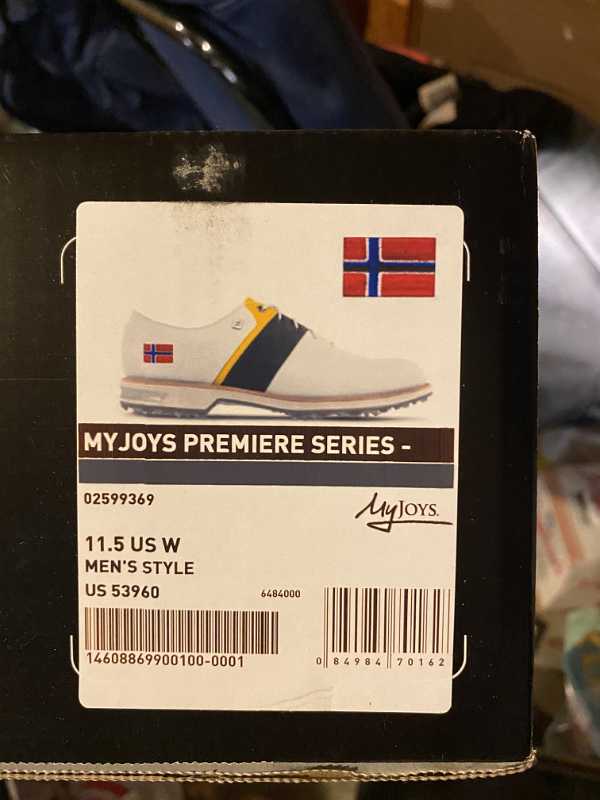 MYJOYS PREMIERE SERIES -
02599369
MyJoys.
11.5 US W
MEN'S STYLE
US 53960
6484000
14608869900100-0001
0 84984 70162